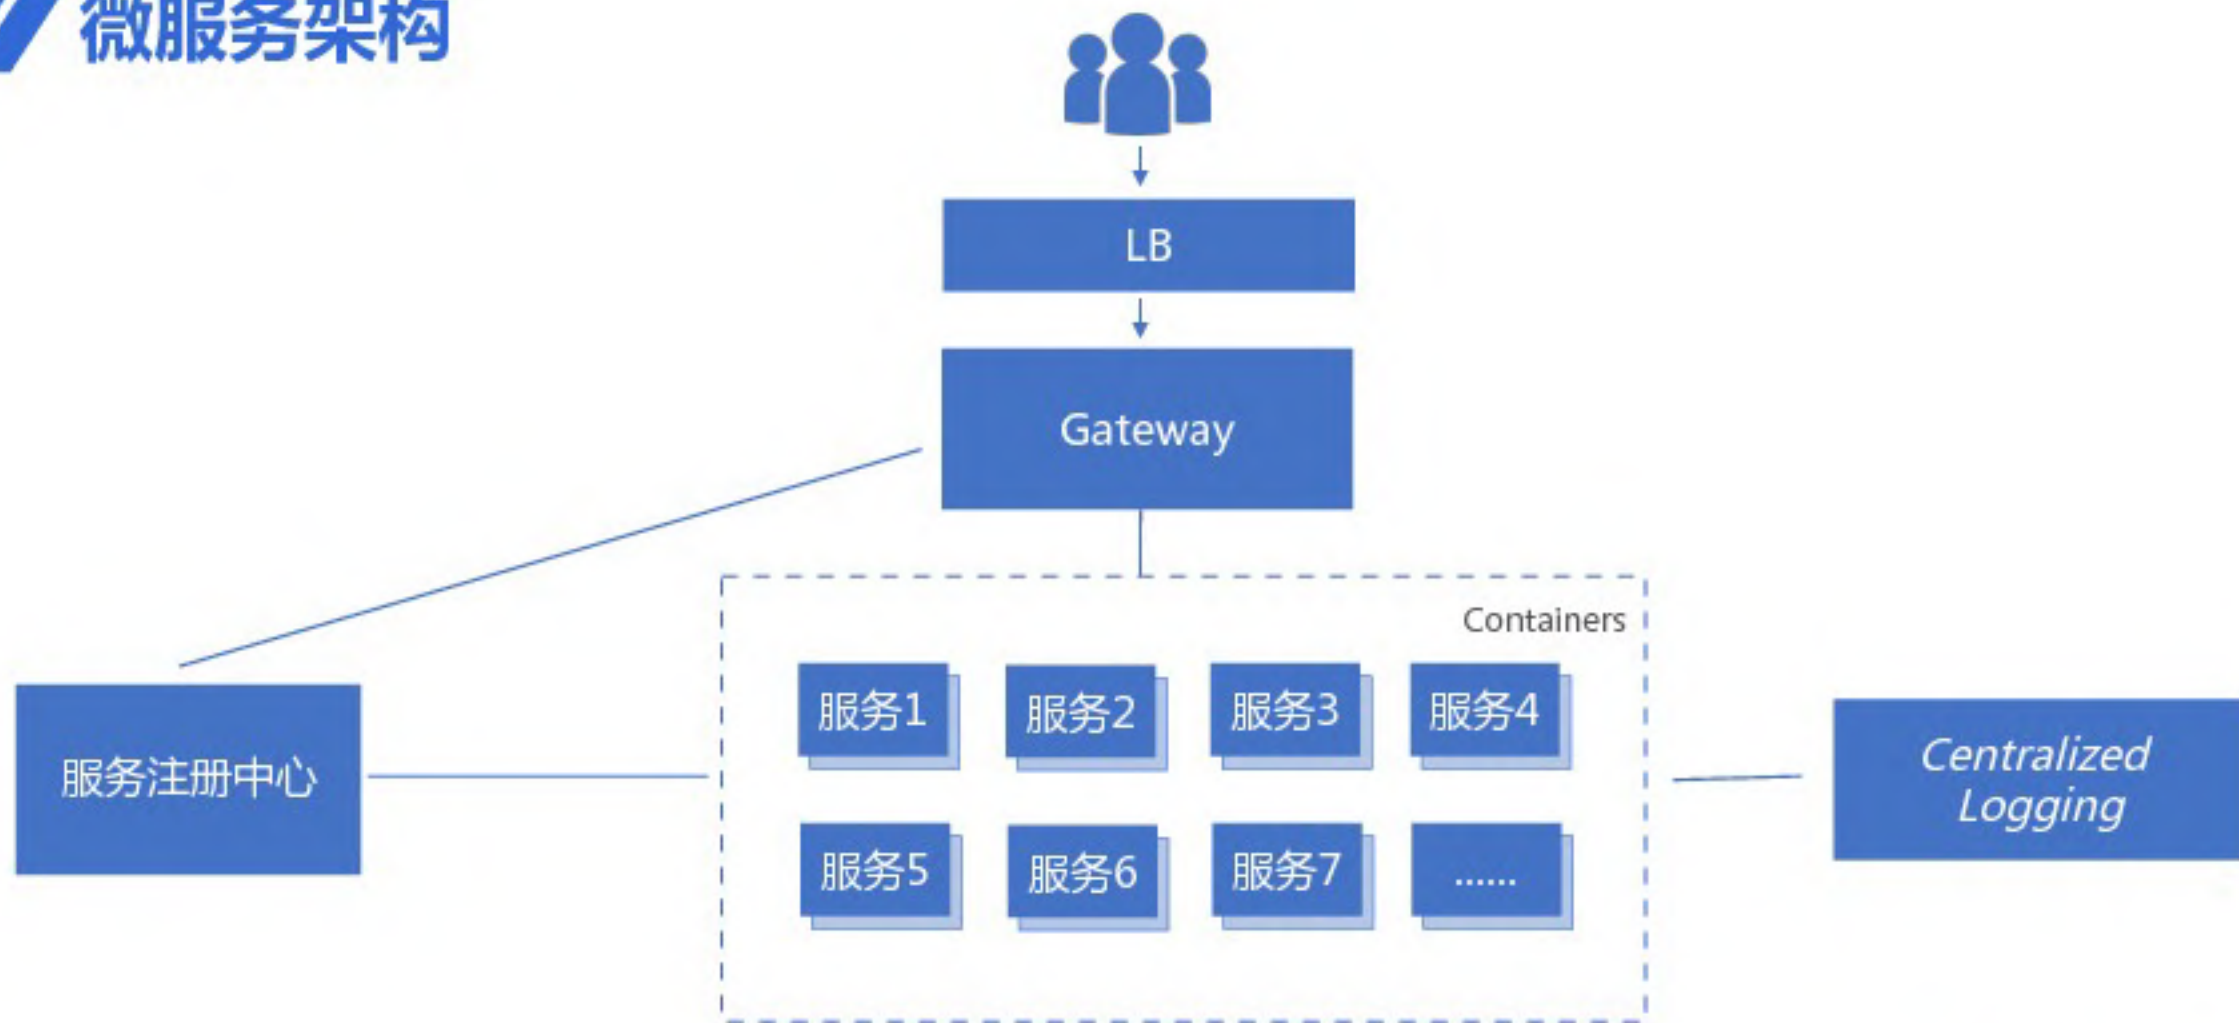 微服务架构
LB
Gateway
Containers
服务1
服务2
服务3
服务4
服务注册中心
Centralized
Logging
服务5
服务6
服务7
......